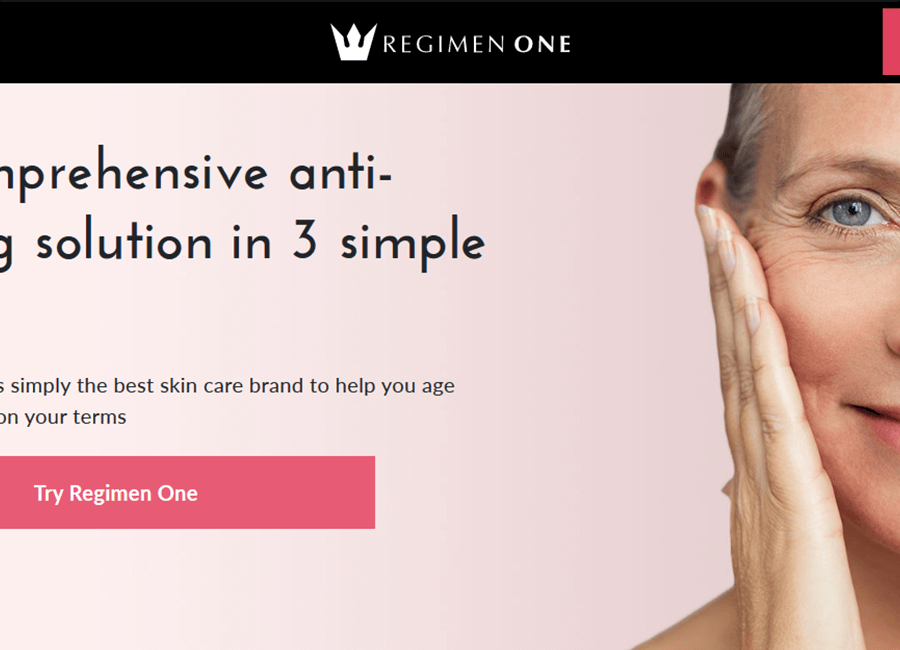 REGIMEN ONE
mprehensive anti-
g solution in 3 simple
s simply the best skin care brand to help you age
on your terms
Try Regimen One